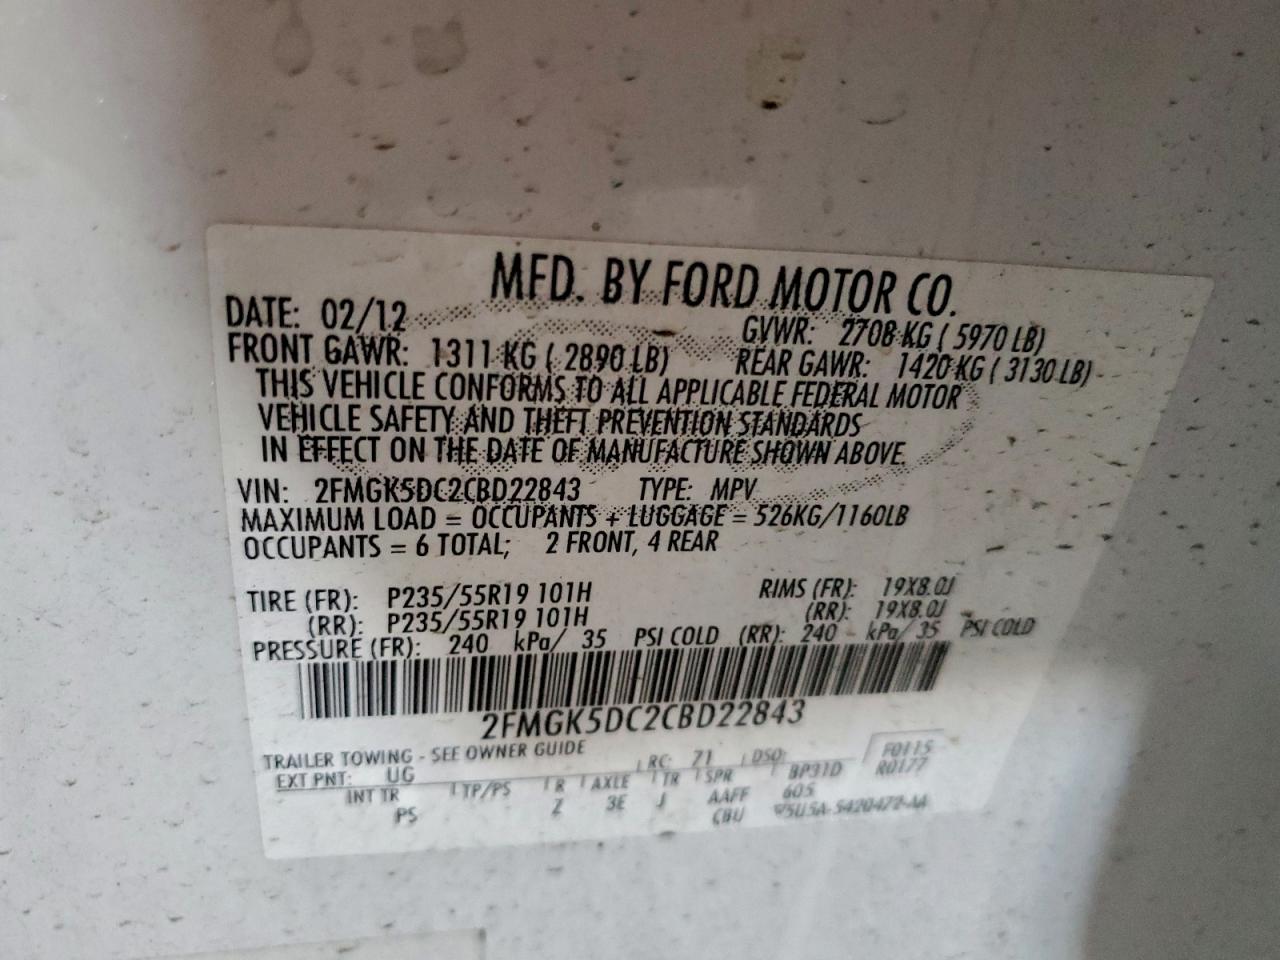 MFD. BY FORD MOTOR CO.
DATE: 02/12 GVWR: 2708 KG ( 5970 LB)
FRONT GAWR: 1311 KG ( 2890 LB) REAR GAWR: 1420 KG ( 3130 LB)
THIS VEHICLE CONFORMS TO ALL APPLICABLE FEDERAL MOTOR
VEHICLE SAFETY AND THEFT PREVENTION STANDARDS
IN EFFECT ON THE DATE OF MANUFACTURE SHOWN ABOVE.
VIN: 2FMGK5DC2CBD22843 TYPE: MPV
MAXIMUM LOAD = OCCUPANTS + LUGGAGE = 526KG/1160LB
OCCUPANTS = 6 TOTAL; 2 FRONT, 4 REAR
TIRE (FR): P235/55R19 101H RIMS (FR): 19X8.0J
(RR): P235/55R19 101H (RR): 19X8.0J
PRESSURE (FR): 240 kPa/ 35 PSI COLD (RR): 240 kPa/ 35 PSI COLD
2FMGK5DC2CBD22843
TRAILER TOWING - SEE OWNER GUIDE
EXT PNT: UG RC: 71 DSO: F0115
INT TR TP/PS R AXLE TR SPR BP31D R0177
PS Z 3E J AAFF 605
CBU